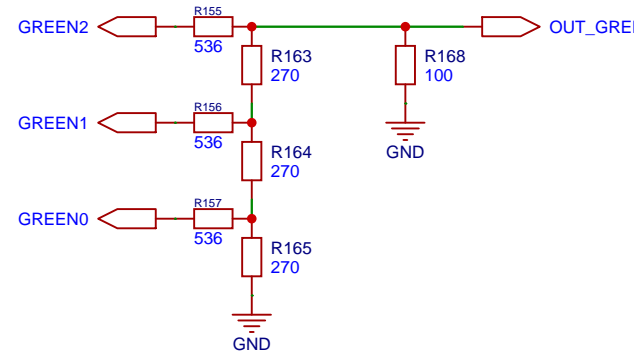 R155
GREEN2
536
OUT_GREE
R163
270
R168
100
R156
GREEN1
536
GND
R164
270
R157
GREEN0
536
R165
270
GND